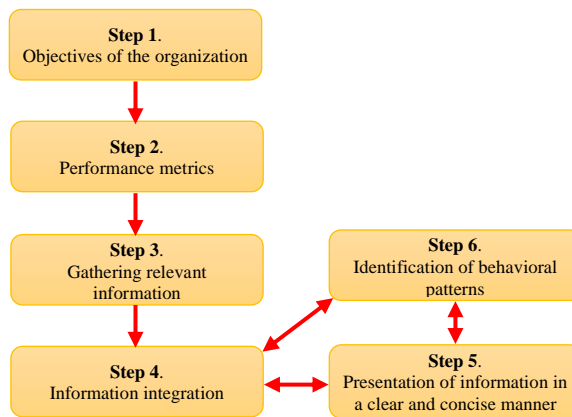 Step 1.
Objectives of the organization
Step 2.
Performance metrics
Step 3.
Gathering relevant
information
Step 4.
Information integration
Step 6.
Identification of behavioral
patterns
Step 5.
Presentation of information in
a clear and concise manner